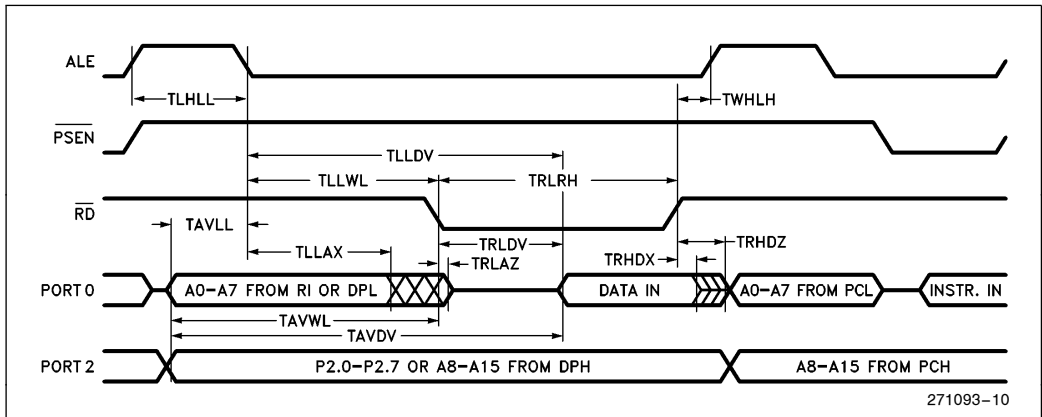 ALE
TLHLL
TWHLH
PSEN
TLLDV
TLLWL
TRLRH
RD
TAVLL
TLLAX
TRLDV
TRLAZ
TRHDX
TRHDZ
PORT 0
A0–A7 FROM RI OR DPL
DATA IN
A0–A7 FROM PCL
INSTR. IN
TAVWL
TAVDV
PORT 2
P2.0–P2.7 OR A8–A15 FROM DPH
A8–A15 FROM PCH
271093–10